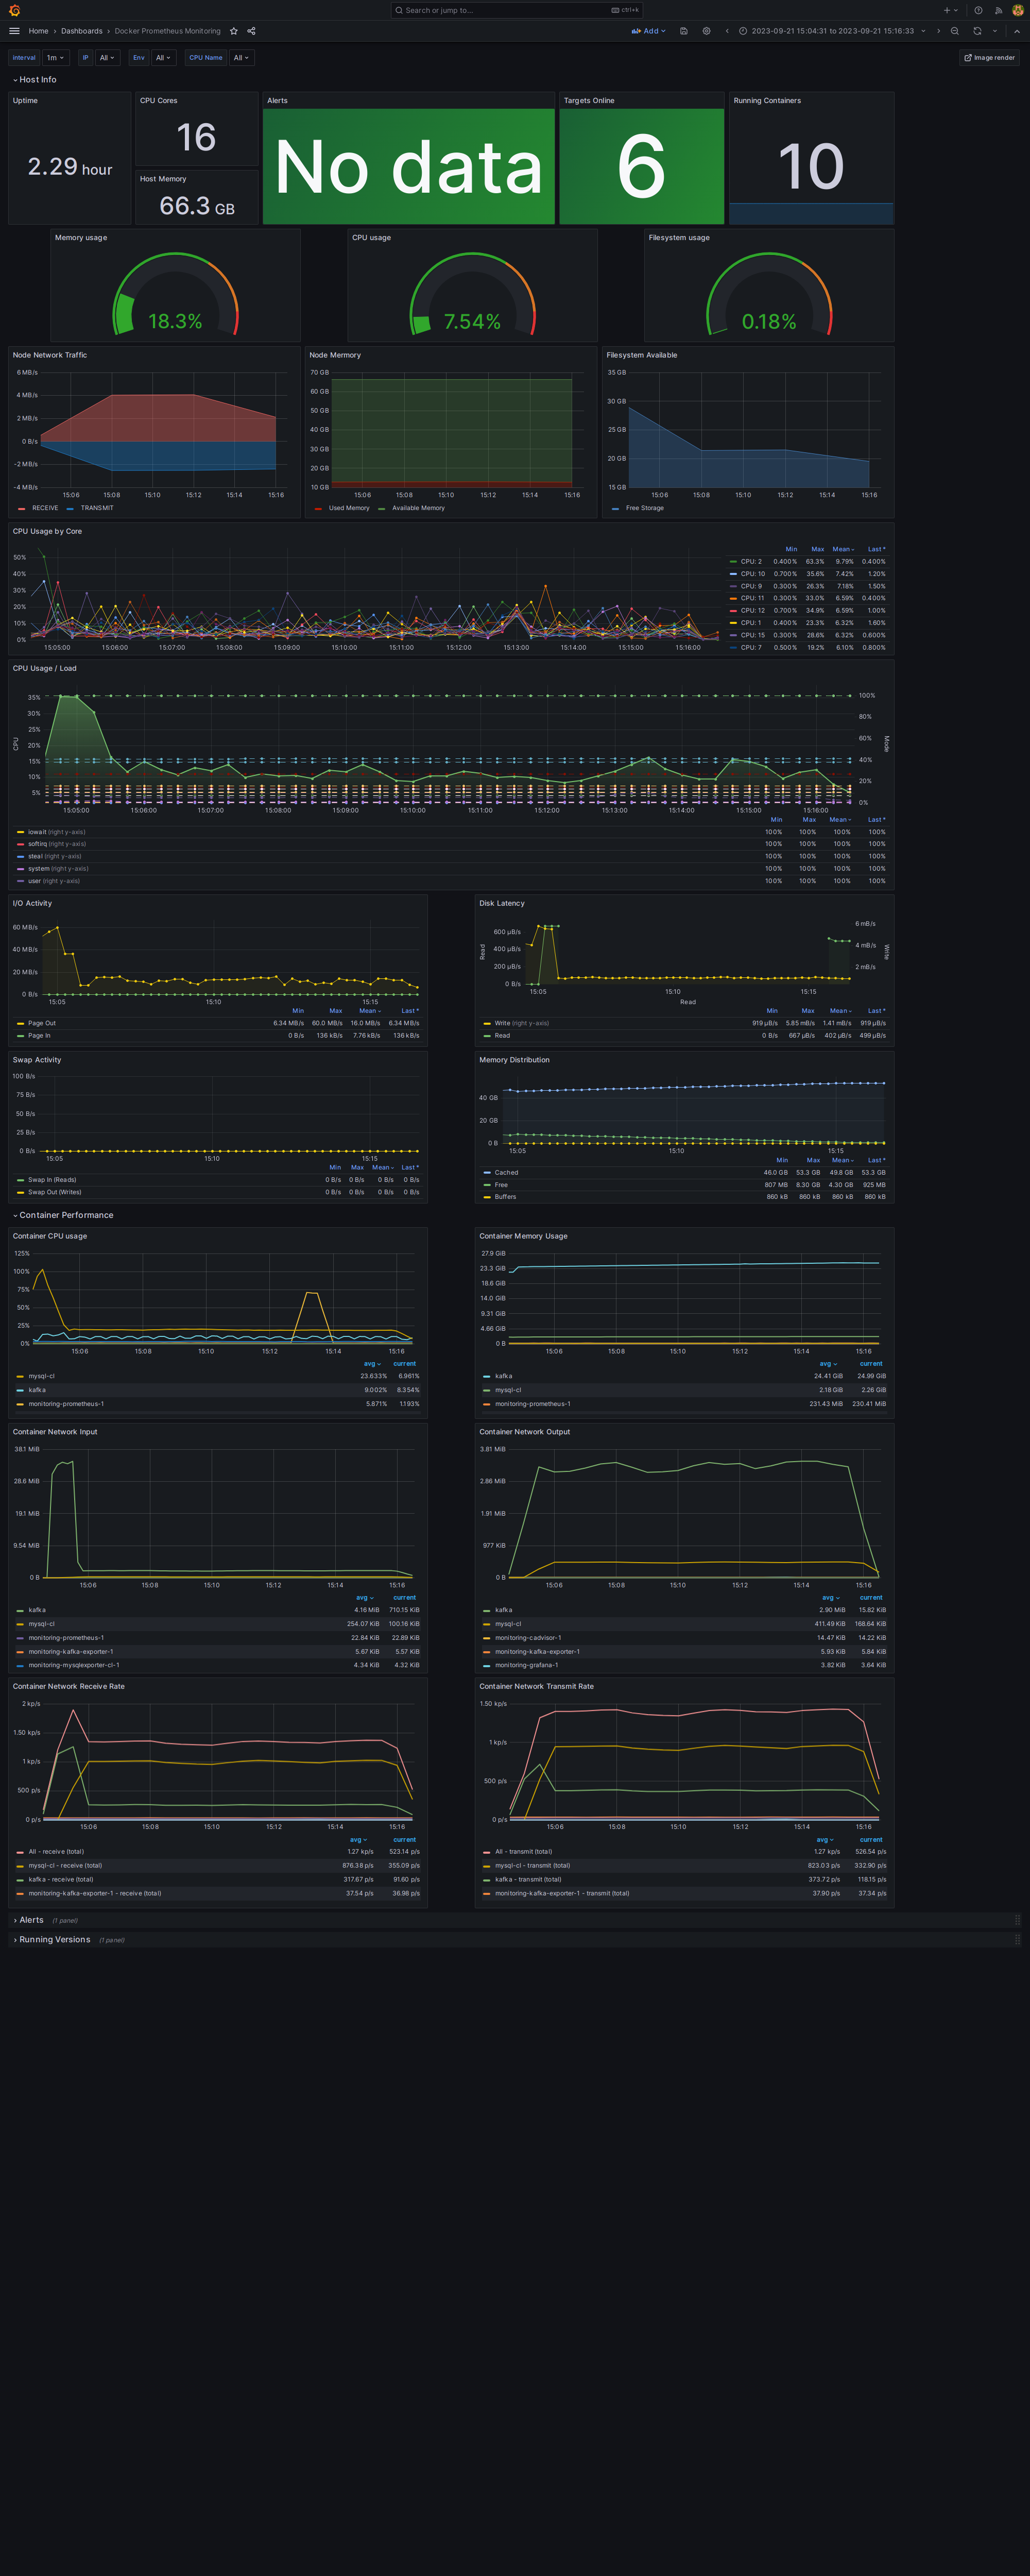 Search or jump to...
ctrl+k
Home › Dashboards › Docker Prometheus Monitoring
Add
2023-09-21 15:04:31 to 2023-09-21 15:16:33
Interval 1m IP All Env All CPU Name All
Image render
Host Info
Uptime
2.29 hour
CPU Cores
16
Host Memory
66.3 GB
Alerts
No data
Targets Online
6
Running Containers
10
Memory usage
18.3%
CPU usage
7.54%
Filesystem usage
0.18%
Node Network Traffic
6 MB/s
4 MB/s
2 MB/s
0 B/s
-2 MB/s
-4 MB/s
15:06 15:08 15:10 15:12 15:14 15:16
RECEIVE TRANSMIT
Node Mermory
70 GB
60 GB
50 GB
40 GB
30 GB
20 GB
10 GB
15:06 15:08 15:10 15:12 15:14 15:16
Used Memory Available Memory
Filesystem Available
35 GB
30 GB
25 GB
20 GB
15 GB
15:06 15:08 15:10 15:12 15:14 15:16
Free Storage
CPU Usage by Core
50%
40%
30%
20%
10%
0%
15:05:00 15:06:00 15:07:00 15:08:00 15:09:00 15:10:00 15:11:00 15:12:00 15:13:00 15:14:00 15:15:00 15:16:00
Min Max Mean Last *
CPU: 2 0.400% 63.3% 9.79% 0.400%
CPU: 10 0.700% 35.6% 7.42% 1.20%
CPU: 9 0.300% 26.3% 7.18% 1.50%
CPU: 11 0.300% 33.0% 6.59% 0.400%
CPU: 12 0.700% 34.9% 6.59% 1.00%
CPU: 1 0.400% 23.3% 6.32% 1.60%
CPU: 15 0.300% 28.6% 6.32% 0.600%
CPU: 7 0.500% 19.2% 6.10% 0.800%
CPU Usage / Load
CPU
35%
30%
25%
20%
15%
10%
5%
100%
80%
60%
40%
20%
0%
Mode
15:05:00 15:06:00 15:07:00 15:08:00 15:09:00 15:10:00 15:11:00 15:12:00 15:13:00 15:14:00 15:15:00 15:16:00
Min Max Mean Last *
iowait (right y-axis) 100% 100% 100% 100%
softirq (right y-axis) 100% 100% 100% 100%
steal (right y-axis) 100% 100% 100% 100%
system (right y-axis) 100% 100% 100% 100%
user (right y-axis) 100% 100% 100% 100%
I/O Activity
60 MB/s
40 MB/s
20 MB/s
0 B/s
15:05 15:10 15:15
Min Max Mean Last *
Page Out 6.34 MB/s 60.0 MB/s 16.0 MB/s 6.34 MB/s
Page In 0 B/s 136 kB/s 7.76 kB/s 136 kB/s
Disk Latency
Read
600 µB/s
400 µB/s
200 µB/s
0 B/s
6 mB/s
4 mB/s
2 mB/s
Write
15:05 15:10 15:15
Read
Min Max Mean Last *
Write (right y-axis) 919 µB/s 5.85 mB/s 1.41 mB/s 919 µB/s
Read 0 B/s 667 µB/s 402 µB/s 499 µB/s
Swap Activity
100 B/s
75 B/s
50 B/s
25 B/s
0 B/s
15:05 15:10 15:15
Min Max Mean Last *
Swap In (Reads) 0 B/s 0 B/s 0 B/s 0 B/s
Swap Out (Writes) 0 B/s 0 B/s 0 B/s 0 B/s
Memory Distribution
40 GB
20 GB
0 B
15:05 15:10 15:15
Min Max Mean Last *
Cached 46.0 GB 53.3 GB 49.8 GB 53.3 GB
Free 807 MB 8.30 GB 4.30 GB 925 MB
Buffers 860 kB 860 kB 860 kB 860 kB
Container Performance
Container CPU usage
125%
100%
75%
50%
25%
0%
15:06 15:08 15:10 15:12 15:14 15:16
avg current
mysql-cl 23.633% 6.961%
kafka 9.002% 8.354%
monitoring-prometheus-1 5.871% 1.193%
Container Memory Usage
27.9 GiB
23.3 GiB
18.6 GiB
14.0 GiB
9.31 GiB
4.66 GiB
0 B
15:06 15:08 15:10 15:12 15:14 15:16
avg current
kafka 24.41 GiB 24.99 GiB
mysql-cl 2.18 GiB 2.26 GiB
monitoring-prometheus-1 231.43 MiB 230.41 MiB
Container Network Input
38.1 MiB
28.6 MiB
19.1 MiB
9.54 MiB
0 B
15:06 15:08 15:10 15:12 15:14 15:16
avg current
kafka 4.16 MiB 710.15 KiB
mysql-cl 254.07 KiB 100.16 KiB
monitoring-prometheus-1 22.84 KiB 22.89 KiB
monitoring-kafka-exporter-1 5.67 KiB 5.57 KiB
monitoring-mysqlexporter-cl-1 4.34 KiB 4.32 KiB
Container Network Output
3.81 MiB
2.86 MiB
1.91 MiB
977 KiB
0 B
15:06 15:08 15:10 15:12 15:14 15:16
avg current
kafka 2.90 MiB 15.82 KiB
mysql-cl 411.49 KiB 168.64 KiB
monitoring-cadvisor-1 14.47 KiB 14.22 KiB
monitoring-kafka-exporter-1 5.93 KiB 5.84 KiB
monitoring-grafana-1 3.82 KiB 3.64 KiB
Container Network Receive Rate
2 kp/s
1.50 kp/s
1 kp/s
500 p/s
0 p/s
15:06 15:08 15:10 15:12 15:14 15:16
avg current
All - receive (total) 1.27 kp/s 523.14 p/s
mysql-cl - receive (total) 876.38 p/s 355.09 p/s
kafka - receive (total) 317.67 p/s 91.60 p/s
monitoring-kafka-exporter-1 - receive (total) 37.54 p/s 36.98 p/s
Container Network Transmit Rate
1.50 kp/s
1 kp/s
500 p/s
0 p/s
15:06 15:08 15:10 15:12 15:14 15:16
avg current
All - transmit (total) 1.27 kp/s 526.54 p/s
mysql-cl - transmit (total) 823.03 p/s 332.90 p/s
kafka - transmit (total) 373.72 p/s 118.15 p/s
monitoring-kafka-exporter-1 - transmit (total) 37.90 p/s 37.34 p/s
Alerts (1 panel)
Running Versions (1 panel)